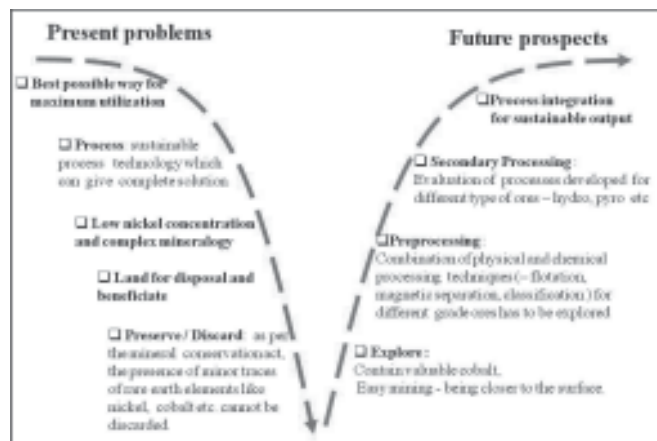 Present problems
❑ Best possible way for
maximum utilization
❑ Process: sustainable
process technology which
can give complete solution
❑ Low nickel concentration
and complex mineralogy
❑ Land for disposal and
beneficiate
❑ Preserve / Discard: as per
the mineral conservation act,
the presence of minor traces
of rare earth elements like
nickel, cobalt etc. cannot be
discarded.
Future prospects
❑ Process integration
for sustainable output
❑ Secondary Processing:
Evaluation of processes developed for
different type of ores – hydro, pyro etc
❑ Preprocessing:
Combination of physical and chemical
processing techniques (– flotation,
magnetic separation, classification) for
different grade ores has to be explored
❑ Explore:
Contain valuable cobalt,
Easy mining - being closer to the surface.